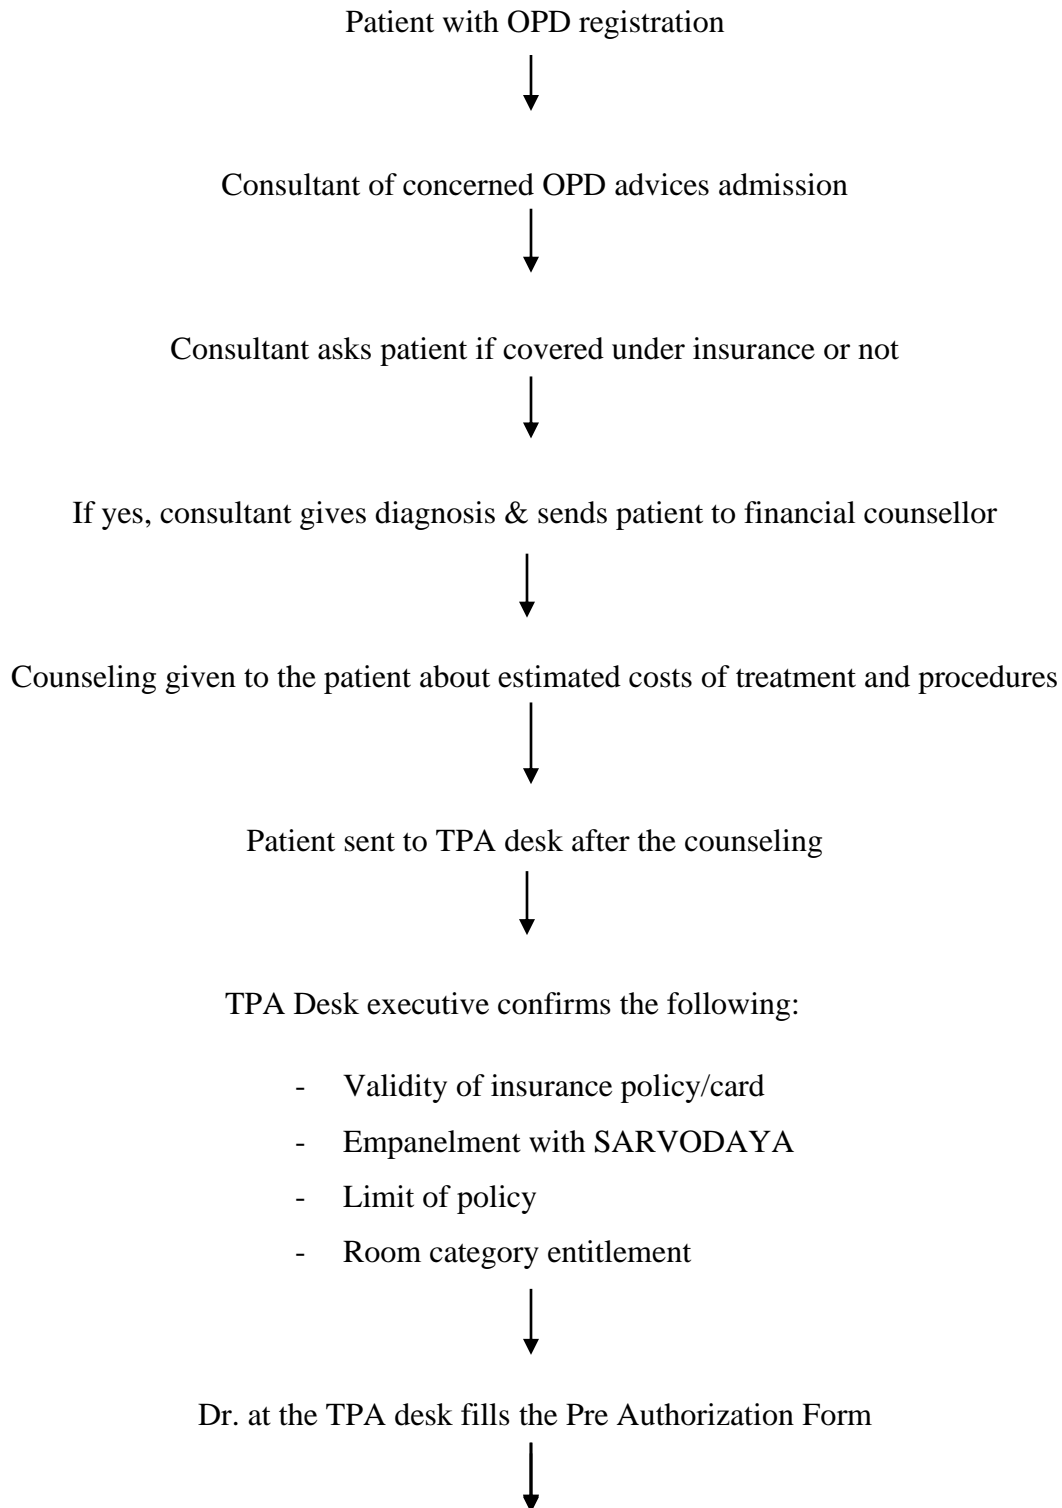 Patient with OPD registration
Consultant of concerned OPD advices admission
Consultant asks patient if covered under insurance or not
If yes, consultant gives diagnosis & sends patient to financial counsellor
Counseling given to the patient about estimated costs of treatment and procedures
Patient sent to TPA desk after the counseling
TPA Desk executive confirms the following:
- Validity of insurance policy/card
- Empanelment with SARVODAYA
- Limit of policy
- Room category entitlement
Dr. at the TPA desk fills the Pre Authorization Form